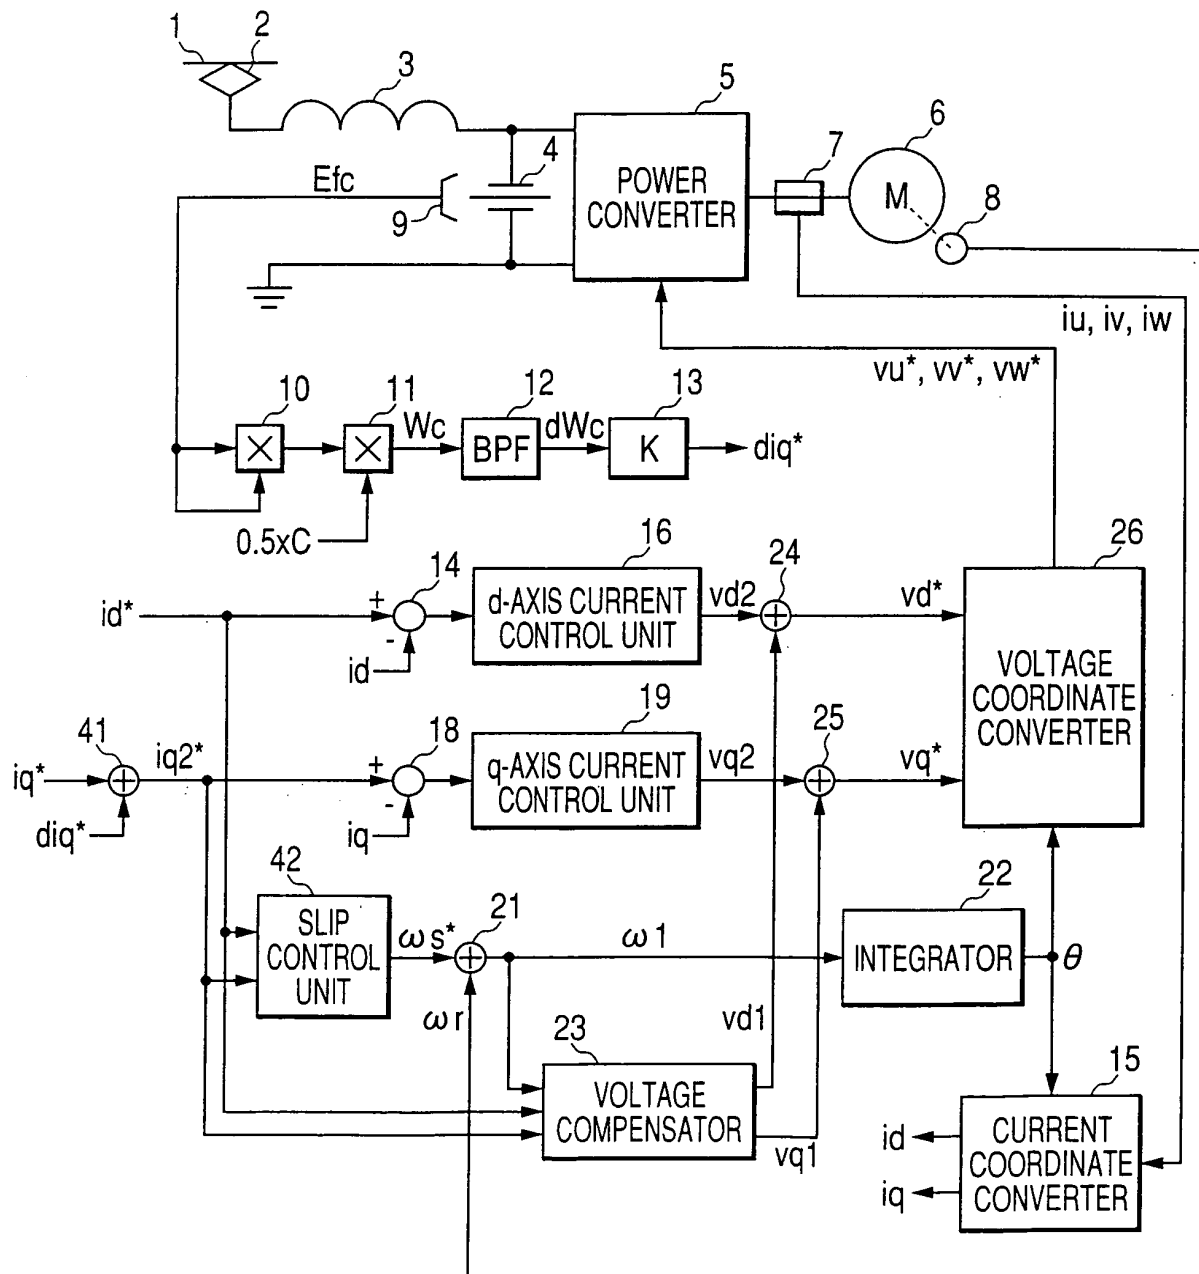 1
2
3
4
5
6
7
8
9
POWER
CONVERTER
M
Efc
iu, iv, iw
vu*, vv*, vw*
10
11
12
13
Wc
BPF
dWc
K
diq*
0.5xC
14
16
24
26
id*
+
-
id
d-AXIS CURRENT
CONTROL UNIT
vd2
vd*
VOLTAGE
COORDINATE
CONVERTER
41
18
19
25
iq*
iq2*
diq*
+
-
iq
q-AXIS CURRENT
CONTROL UNIT
vq2
vq*
42
SLIP
CONTROL
UNIT
ωs*
21
ωr
ω1
22
INTEGRATOR
θ
vd1
23
VOLTAGE
COMPENSATOR
vq1
15
CURRENT
COORDINATE
CONVERTER
id
iq